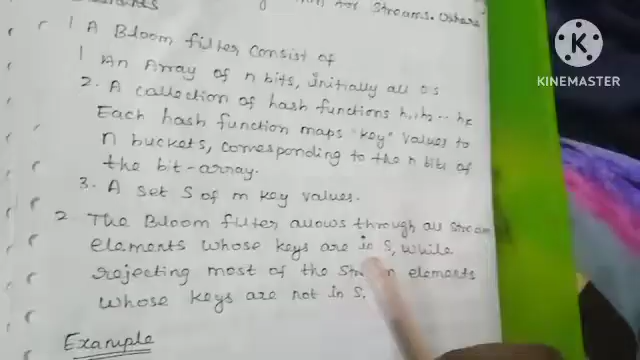 for Streams.
1 A Bloom filter consist of
1 An Array of n bits, initially all 0s
2. A collection of hash functions h1, h2 ... hk
Each hash function maps "key" values to
n buckets, corresponding to the n bits of
the bit-array.
3. A set S of m key values.
2. The Bloom filter allows through all stream
elements whose keys are in S, while
rejecting most of the elements
whose keys are not in S.
Example
KINEMASTER